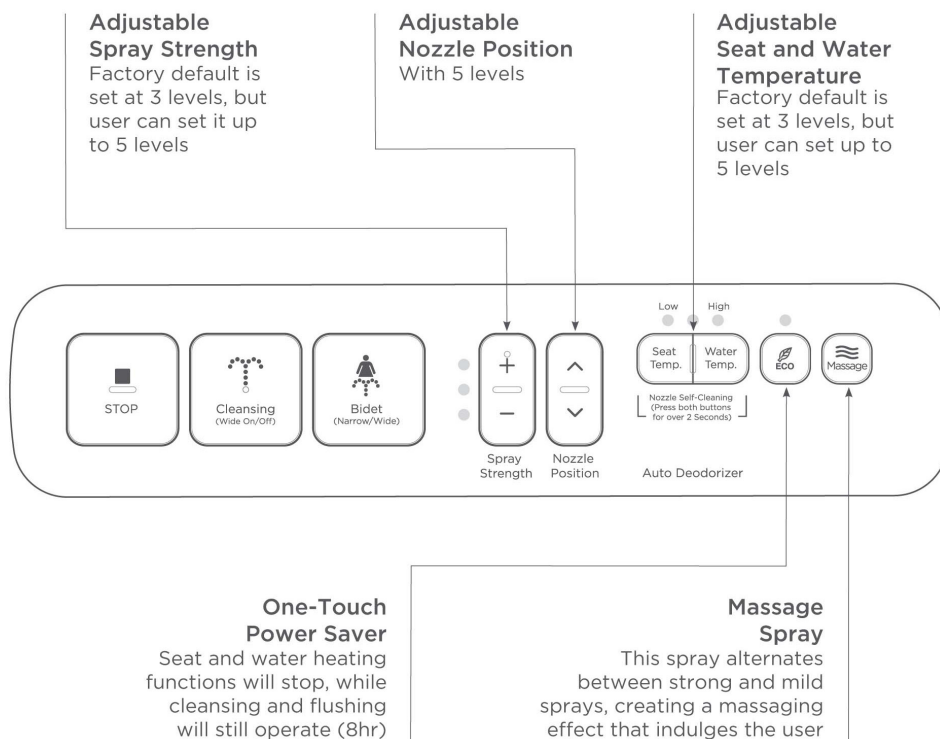 Adjustable
Spray Strength
Factory default is
set at 3 levels, but
user can set it up
to 5 levels
Adjustable
Nozzle Position
With 5 levels
Adjustable
Seat and Water
Temperature
Factory default is
set at 3 levels, but
user can set up to
5 levels
STOP
Cleansing
(Wide On/Off)
Bidet
(Narrow/Wide)
+
−
Spray
Strength
Nozzle
Position
Low
High
Seat
Temp.
Water
Temp.
Nozzle Self-Cleaning
(Press both buttons
for over 2 Seconds)
Auto Deodorizer
ECO
Massage
One-Touch
Power Saver
Seat and water heating
functions will stop, while
cleansing and flushing
will still operate (8hr)
Massage
Spray
This spray alternates
between strong and mild
sprays, creating a massaging
effect that indulges the user